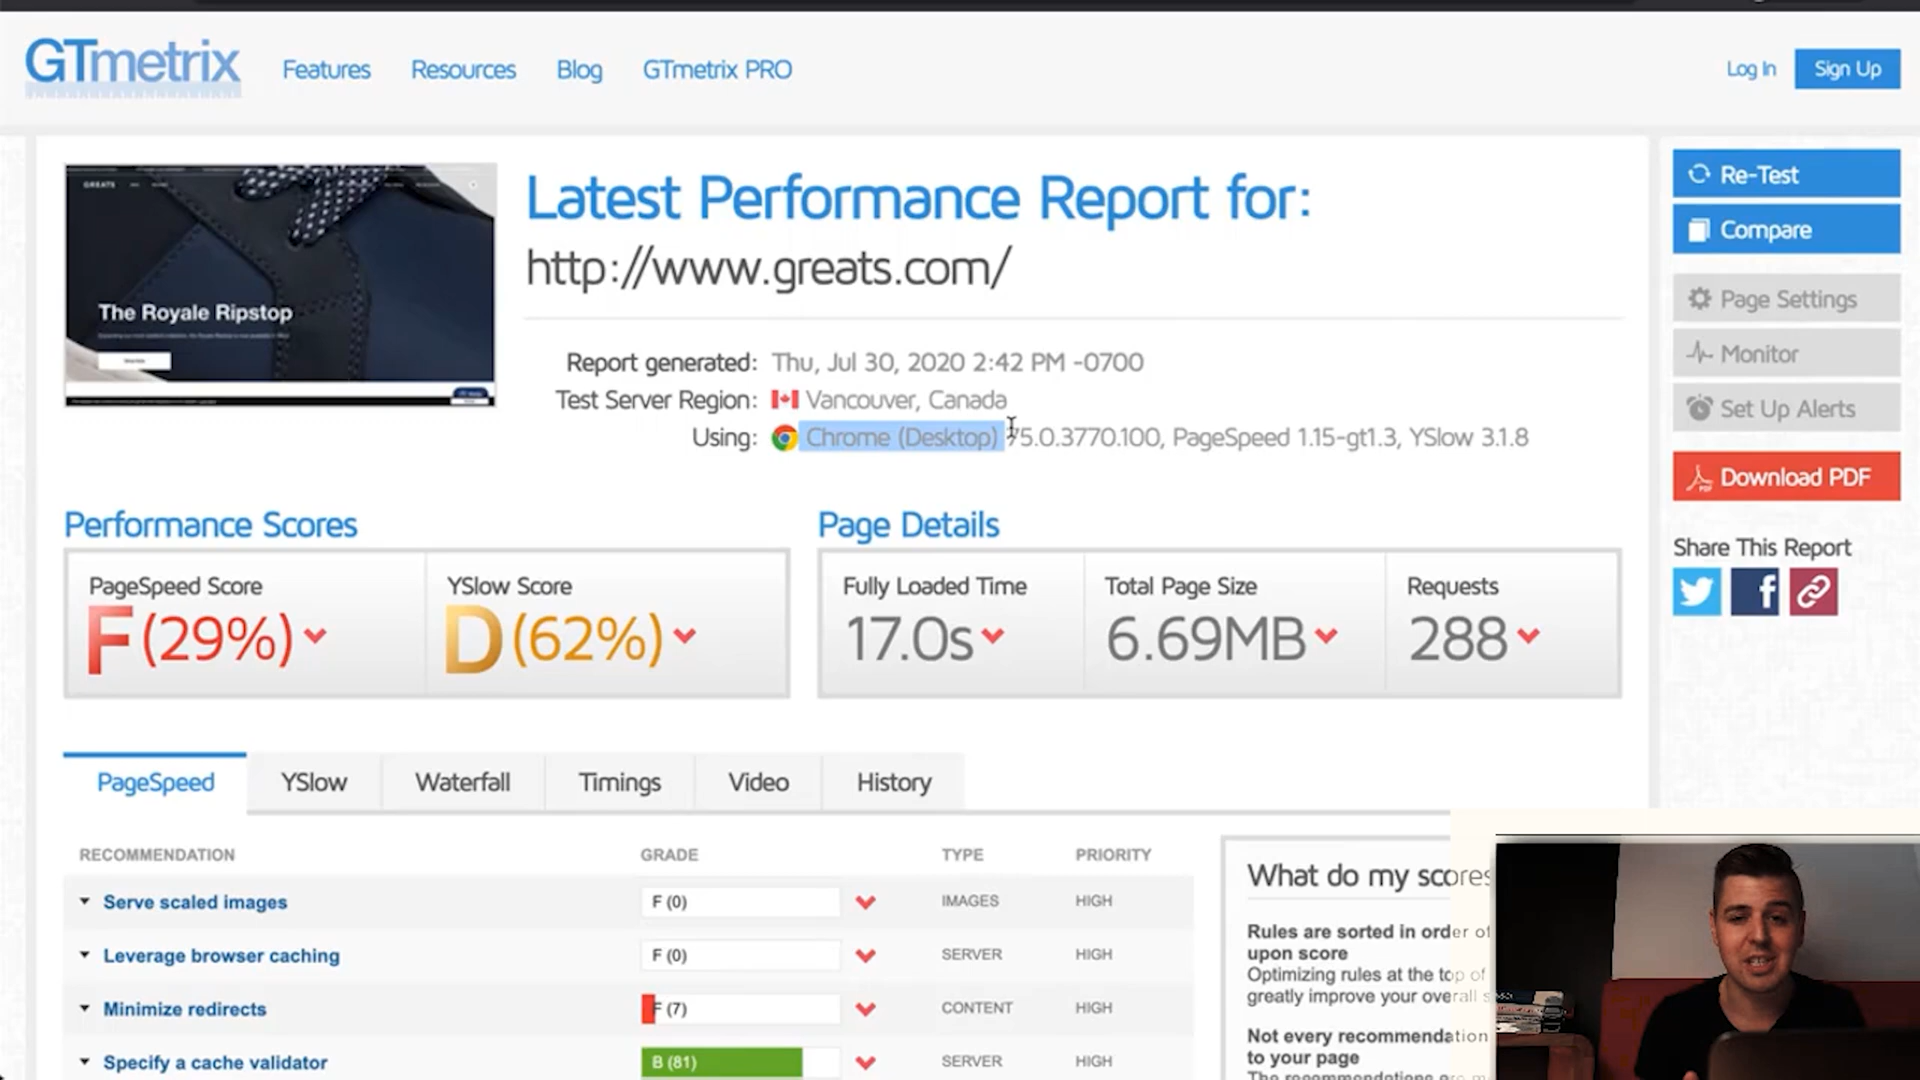 GTmetrix
Features Resources Blog GTmetrix PRO
Log In Sign Up
GREATS
The Royale Ripstop
Latest Performance Report for:
http://www.greats.com/
Report generated: Thu, Jul 30, 2020 2:42 PM -0700
Test Server Region: Vancouver, Canada
Using: Chrome (Desktop) 75.0.3770.100, PageSpeed 1.15-gt1.3, YSlow 3.1.8
Re-Test
Compare
Page Settings
Monitor
Set Up Alerts
Download PDF
Share This Report
Performance Scores
PageSpeed Score YSlow Score
F (29%) D (62%)
Page Details
Fully Loaded Time Total Page Size Requests
17.0s 6.69MB 288
PageSpeed YSlow Waterfall Timings Video History
RECOMMENDATION GRADE TYPE PRIORITY
Serve scaled images F (0) IMAGES HIGH
Leverage browser caching F (0) SERVER HIGH
Minimize redirects F (7) CONTENT HIGH
Specify a cache validator B (81) SERVER HIGH
What do my scores
Rules are sorted in order of
upon score
Optimizing rules at the top of
greatly improve your overall
Not every recommendation
to your page